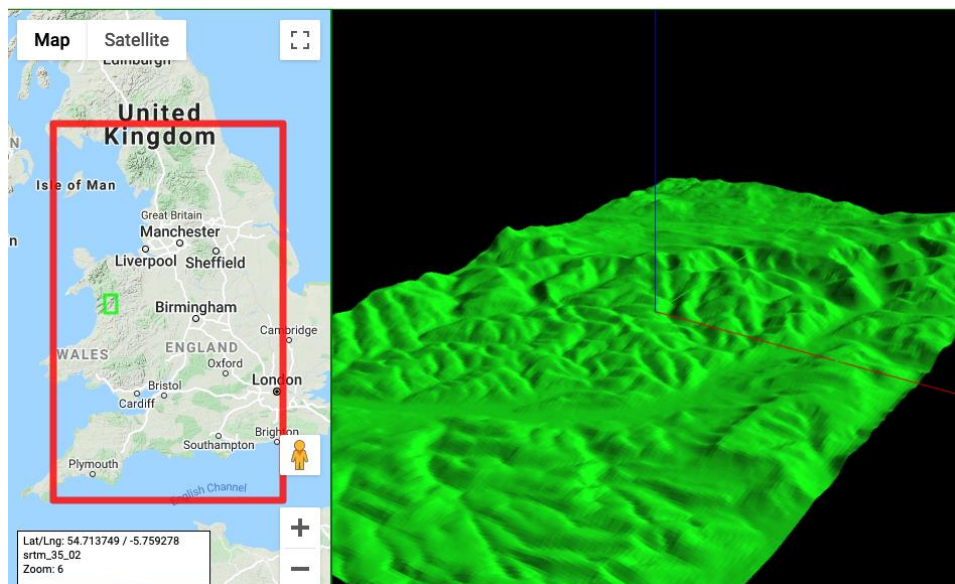 Map
Satellite
Edinburgh
United
Kingdom
Isle of Man
Great Britain
Manchester
Liverpool
Sheffield
Birmingham
Cambridge
WALES
ENGLAND
Oxford
London
Bristol
Cardiff
Southampton
Brighton
Plymouth
English Channel
Lat/Lng: 54.713749 / -5.759278
srtm_35_02
Zoom: 6